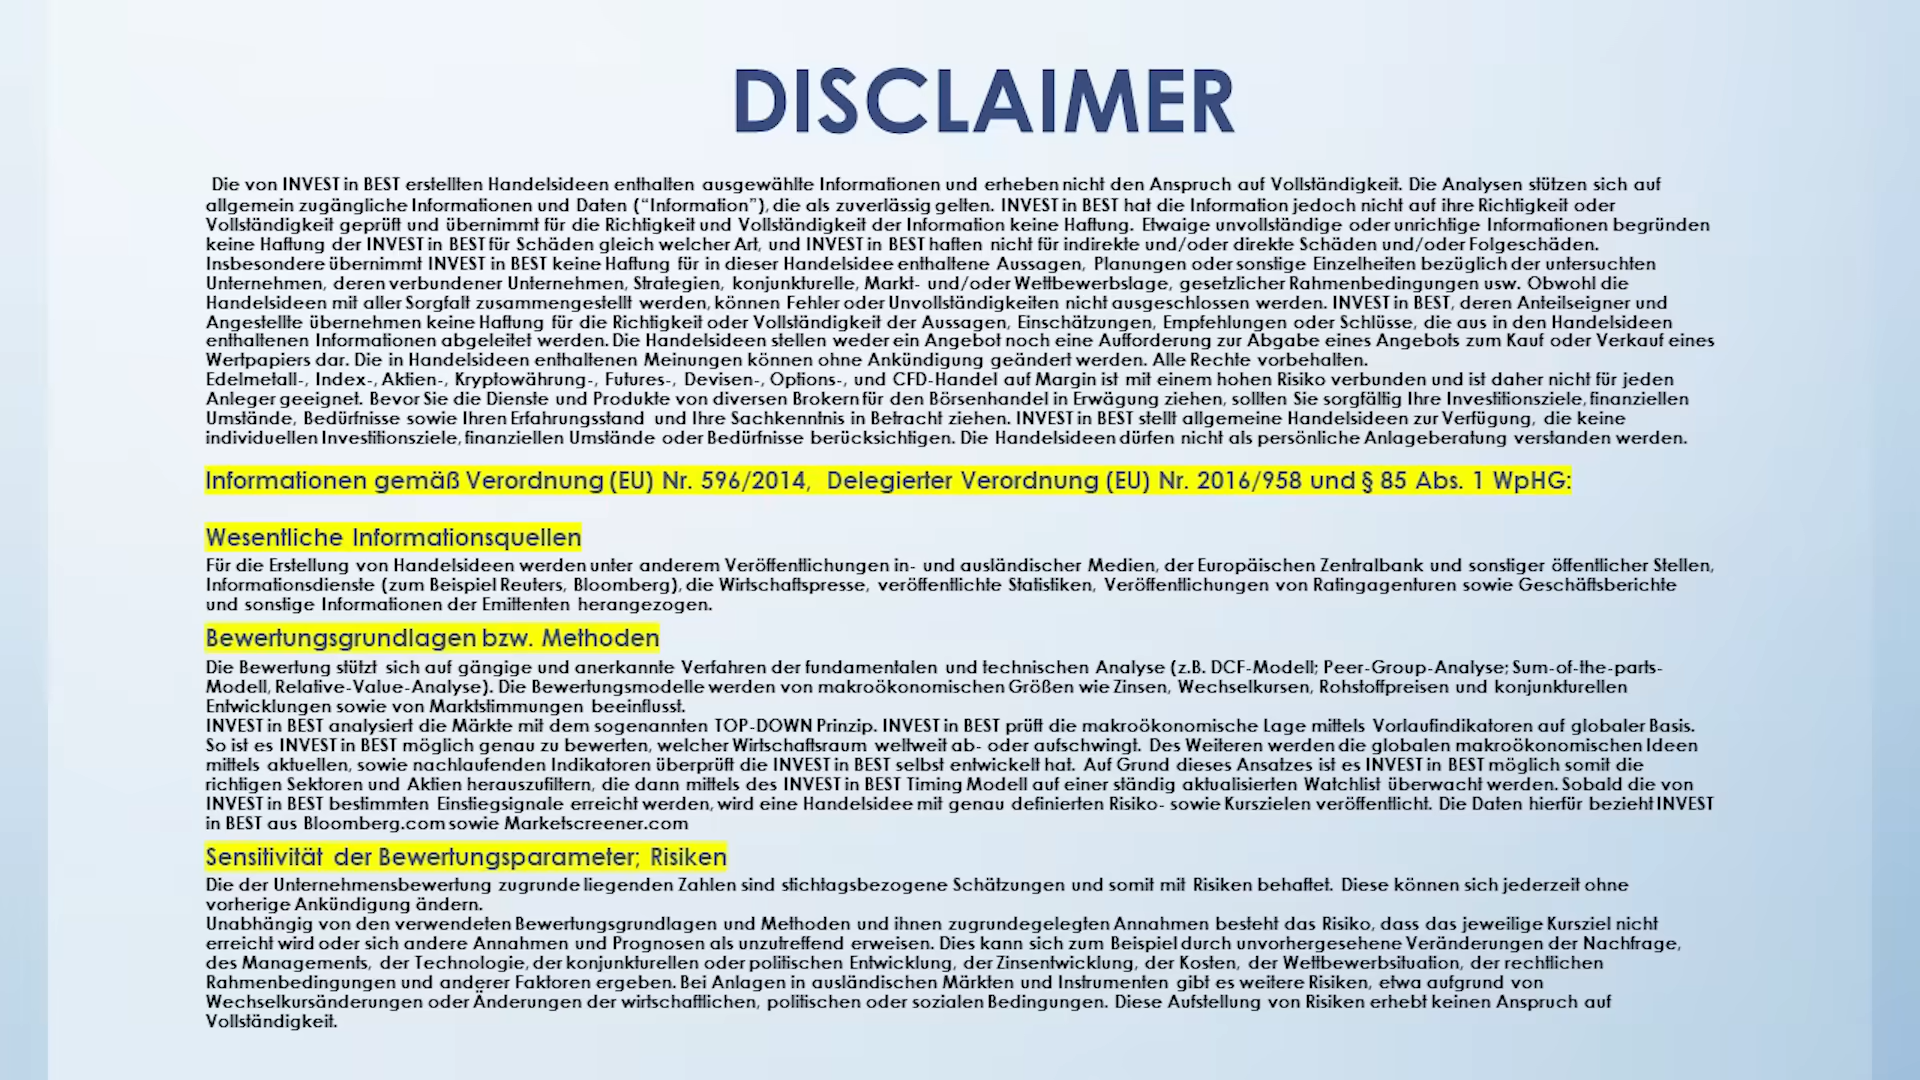 DISCLAIMER
Die von INVEST in BEST erstellten Handelsideen enthalten ausgewählte Informationen und erheben nicht den Anspruch auf Vollständigkeit. Die Analysen stützen sich auf
allgemein zugängliche Informationen und Daten (“Information”), die als zuverlässig gelten. INVEST in BEST hat die Information jedoch nicht auf ihre Richtigkeit oder
Vollständigkeit geprüft und übernimmt für die Richtigkeit und Vollständigkeit der Information keine Haftung. Etwaige unvollständige oder unrichtige Informationen begründen
keine Haftung der INVEST in BEST für Schäden gleich welcher Art, und INVEST in BEST haften nicht für indirekte und/oder direkte Schäden und/oder Folgeschäden.
Insbesondere übernimmt INVEST in BEST keine Haftung für in dieser Handelsidee enthaltene Aussagen, Planungen oder sonstige Einzelheiten bezüglich der untersuchten
Unternehmen, deren verbundener Unternehmen, Strategien, konjunkturelle, Markt- und/oder Wettbewerbslage, gesetzlicher Rahmenbedingungen usw. Obwohl die
Handelsideen mit aller Sorgfalt zusammengestellt werden, können Fehler oder Unvollständigkeiten nicht ausgeschlossen werden. INVEST in BEST, deren Anteilseigner und
Angestellte übernehmen keine Haftung für die Richtigkeit oder Vollständigkeit der Aussagen, Einschätzungen, Empfehlungen oder Schlüsse, die aus in den Handelsideen
enthaltenen Informationen abgeleitet werden. Die Handelsideen stellen weder ein Angebot noch eine Aufforderung zur Abgabe eines Angebots zum Kauf oder Verkauf eines
Wertpapiers dar. Die in Handelsideen enthaltenen Meinungen können ohne Ankündigung geändert werden. Alle Rechte vorbehalten.
Edelmetall-, Index-, Aktien-, Kryptowährung-, Futures-, Devisen-, Options-, und CFD-Handel auf Margin ist mit einem hohen Risiko verbunden und ist daher nicht für jeden
Anleger geeignet. Bevor Sie die Dienste und Produkte von diversen Brokern für den Börsenhandel in Erwägung ziehen, sollten Sie sorgfältig Ihre Investitionsziele, finanziellen
Umstände, Bedürfnisse sowie Ihren Erfahrungsstand und Ihre Sachkenntnis in Betracht ziehen. INVEST in BEST stellt allgemeine Handelsideen zur Verfügung, die keine
individuellen Investitionsziele, finanziellen Umstände oder Bedürfnisse berücksichtigen. Die Handelsideen dürfen nicht als persönliche Anlageberatung verstanden werden.
Informationen gemäß Verordnung (EU) Nr. 596/2014, Delegierter Verordnung (EU) Nr. 2016/958 und § 85 Abs. 1 WpHG:
Wesentliche Informationsquellen
Für die Erstellung von Handelsideen werden unter anderem Veröffentlichungen in- und ausländischer Medien, der Europäischen Zentralbank und sonstiger öffentlicher Stellen,
Informationsdienste (zum Beispiel Reuters, Bloomberg), die Wirtschaftspresse, veröffentlichte Statistiken, Veröffentlichungen von Ratingagenturen sowie Geschäftsberichte
und sonstige Informationen der Emittenten herangezogen.
Bewertungsgrundlagen bzw. Methoden
Die Bewertung stützt sich auf gängige und anerkannte Verfahren der fundamentalen und technischen Analyse (z.B. DCF-Modell; Peer-Group-Analyse; Sum-of-the-parts-
Modell, Relative-Value-Analyse). Die Bewertungsmodelle werden von makroökonomischen Größen wie Zinsen, Wechselkursen, Rohstoffpreisen und konjunkturellen
Entwicklungen sowie von Marktstimmungen beeinflusst.
INVEST in BEST analysiert die Märkte mit dem sogenannten TOP-DOWN Prinzip. INVEST in BEST prüft die makroökonomische Lage mittels Vorlaufindikatoren auf globaler Basis.
So ist es INVEST in BEST möglich genau zu bewerten, welcher Wirtschaftsraum weltweit ab- oder aufschwingt. Des Weiteren werden die globalen makroökonomischen Ideen
mittels aktuellen, sowie nachlaufenden Indikatoren überprüft die INVEST in BEST selbst entwickelt hat. Auf Grund dieses Ansatzes ist es INVEST in BEST möglich somit die
richtigen Sektoren und Aktien herauszufiltern, die dann mittels des INVEST in BEST Timing Modell auf einer ständig aktualisierten Watchlist überwacht werden. Sobald die von
INVEST in BEST bestimmten Einstiegsignale erreicht werden, wird eine Handelsidee mit genau definierten Risiko- sowie Kurszielen veröffentlicht. Die Daten hierfür bezieht INVEST
in BEST aus Bloomberg.com sowie Marketscreener.com
Sensitivität der Bewertungsparameter; Risiken
Die der Unternehmensbewertung zugrunde liegenden Zahlen sind stichtagsbezogene Schätzungen und somit mit Risiken behaftet. Diese können sich jederzeit ohne
vorherige Ankündigung ändern.
Unabhängig von den verwendeten Bewertungsgrundlagen und Methoden und ihnen zugrundegelegten Annahmen besteht das Risiko, dass das jeweilige Kursziel nicht
erreicht wird oder sich andere Annahmen und Prognosen als unzutreffend erweisen. Dies kann sich zum Beispiel durch unvorhergesehene Veränderungen der Nachfrage,
des Managements, der Technologie, der konjunkturellen oder politischen Entwicklung, der Zinsentwicklung, der Kosten, der Wettbewerbsituation, der rechtlichen
Rahmenbedingungen und anderer Faktoren ergeben. Bei Anlagen in ausländischen Märkten und Instrumenten gibt es weitere Risiken, etwa aufgrund von
Wechselkursänderungen oder Änderungen der wirtschaftlichen, politischen oder sozialen Bedingungen. Diese Aufstellung von Risiken erhebt keinen Anspruch auf
Vollständigkeit.